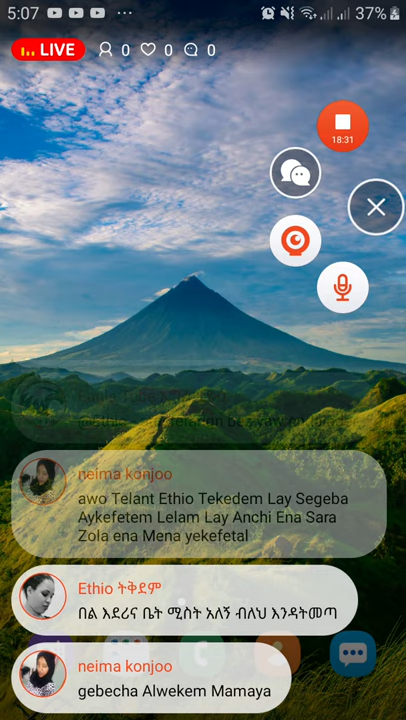 5:07
37%
LIVE
0
0
0
18:31
neima konjoo
awo Telant Ethio Tekedem Lay Segeba
Aykefetem Lelam Lay Anchi Ena Sara
Zola ena Mena yekefetal
Ethio ትቅደም
በል እደሪና ቤት ሚስት አለኝ ብለህ እንዳትመጣ
neima konjoo
gebecha Alwekem Mamaya